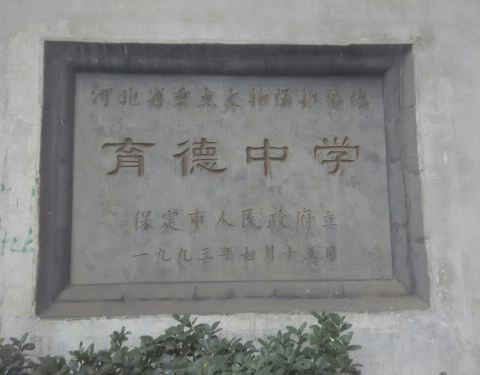 河北省重点文物保护单位
育德中学
保定市人民政府立
一九九三年七月十五日